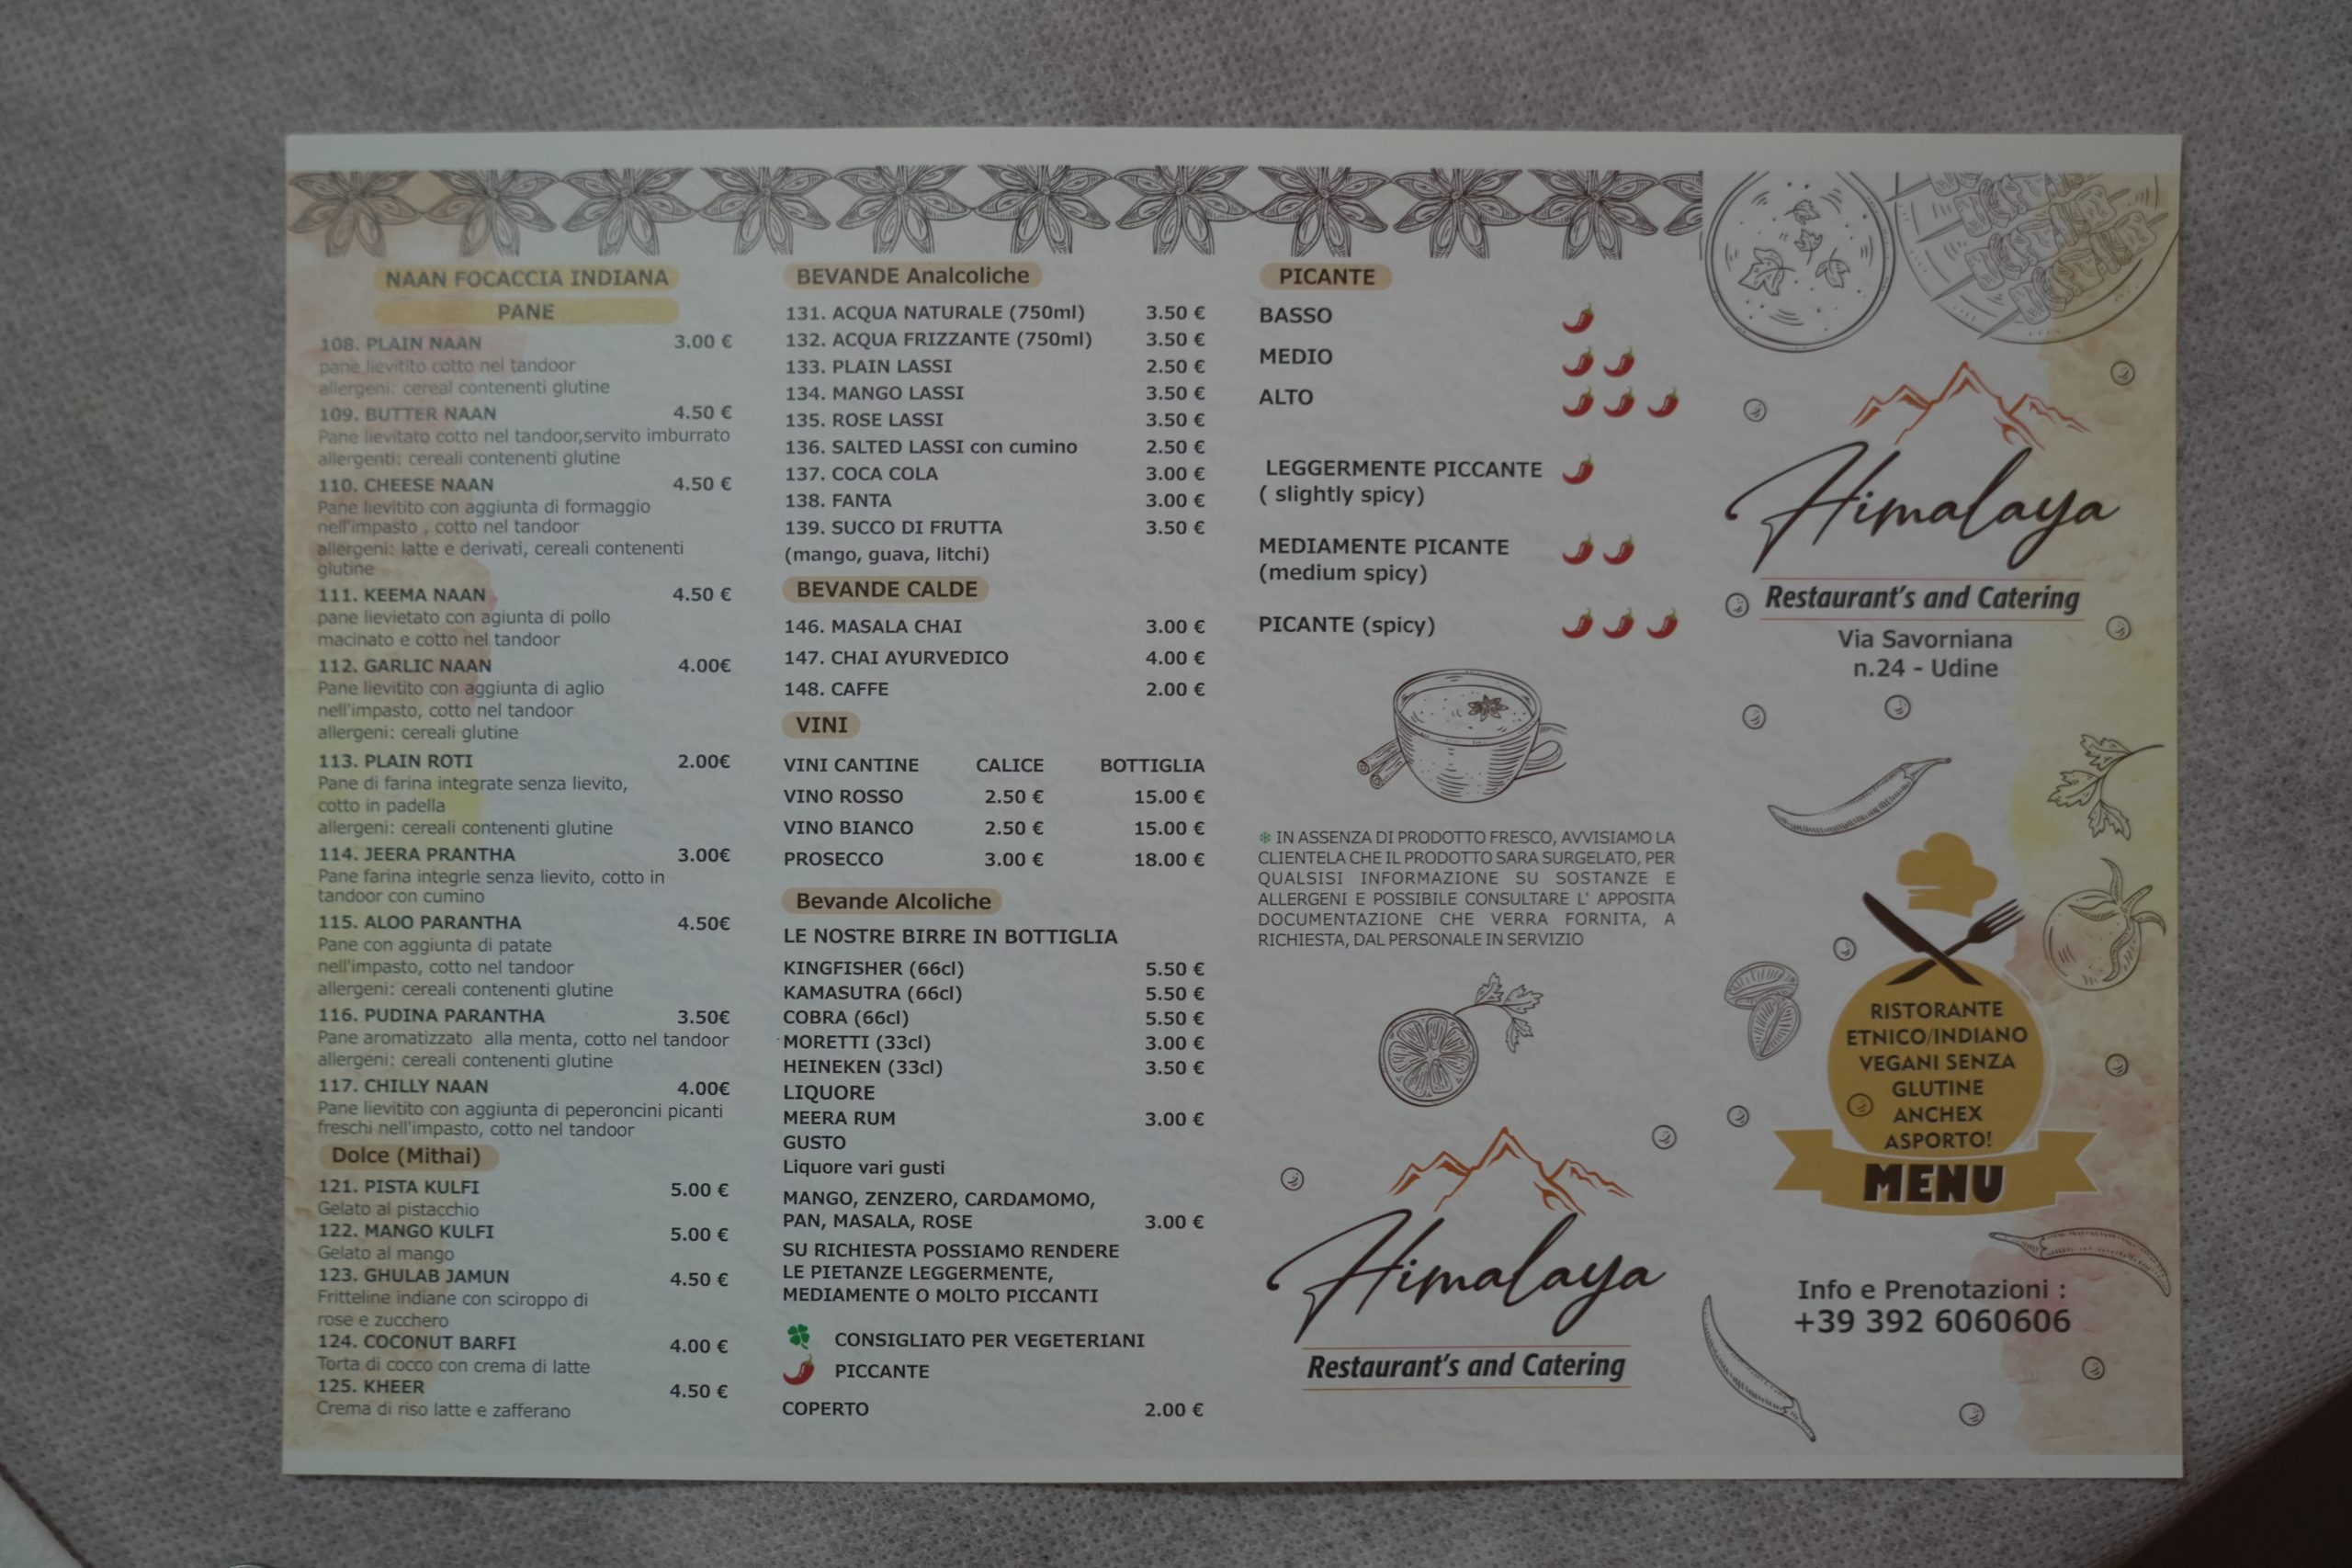 NAAN FOCACCIA INDIANA
PANE
108. PLAIN NAAN 3.00 €
pane lievitito cotto nel tandoor
allergeni: cereal contenenti glutine
109. BUTTER NAAN 4.50 €
Pane lievitato cotto nel tandoor,servito imburrato
allergenti: cereali contenenti glutine
110. CHEESE NAAN 4.50 €
Pane lievitito con aggiunta di formaggio
nell'impasto , cotto nel tandoor
allergeni: latte e derivati, cereali contenenti
glutine
111. KEEMA NAAN 4.50 €
pane lievietato con agiunta di pollo
macinato e cotto nel tandoor
112. GARLIC NAAN 4.00€
Pane lievitito con aggiunta di aglio
nell'impasto, cotto nel tandoor
allergeni: cereali glutine
113. PLAIN ROTI 2.00€
Pane di farina integrate senza lievito,
cotto in padella
allergeni: cereali contenenti glutine
114. JEERA PRANTHA 3.00€
Pane farina integrle senza lievito, cotto in
tandoor con cumino
115. ALOO PARANTHA 4.50€
Pane con aggiunta di patate
nell'impasto, cotto nel tandoor
allergeni: cereali contenenti glutine
116. PUDINA PARANTHA 3.50€
Pane aromatizzato alla menta, cotto nel tandoor
allergeni: cereali contenenti glutine
117. CHILLY NAAN 4.00€
Pane lievitito con aggiunta di peperoncini picanti
freschi nell'impasto, cotto nel tandoor
Dolce (Mithai)
121. PISTA KULFI 5.00 €
Gelato al pistacchio
122. MANGO KULFI 5.00 €
Gelato al mango
123. GHULAB JAMUN 4.50 €
Fritteline indiane con sciroppo di
rose e zucchero
124. COCONUT BARFI 4.00 €
Torta di cocco con crema di latte
125. KHEER 4.50 €
Crema di riso latte e zafferano
BEVANDE Analcoliche
131. ACQUA NATURALE (750ml) 3.50 €
132. ACQUA FRIZZANTE (750ml) 3.50 €
133. PLAIN LASSI 2.50 €
134. MANGO LASSI 3.50 €
135. ROSE LASSI 3.50 €
136. SALTED LASSI con cumino 2.50 €
137. COCA COLA 3.00 €
138. FANTA 3.00 €
139. SUCCO DI FRUTTA 3.50 €
(mango, guava, litchi)
BEVANDE CALDE
146. MASALA CHAI 3.00 €
147. CHAI AYURVEDICO 4.00 €
148. CAFFE 2.00 €
VINI
VINI CANTINE CALICE BOTTIGLIA
VINO ROSSO 2.50 € 15.00 €
VINO BIANCO 2.50 € 15.00 €
PROSECCO 3.00 € 18.00 €
Bevande Alcoliche
LE NOSTRE BIRRE IN BOTTIGLIA
KINGFISHER (66cl) 5.50 €
KAMASUTRA (66cl) 5.50 €
COBRA (66cl) 5.50 €
MORETTI (33cl) 3.00 €
HEINEKEN (33cl) 3.50 €
LIQUORE
MEERA RUM 3.00 €
GUSTO
Liquore vari gusti
MANGO, ZENZERO, CARDAMOMO,
PAN, MASALA, ROSE 3.00 €
SU RICHIESTA POSSIAMO RENDERE
LE PIETANZE LEGGERMENTE,
MEDIAMENTE O MOLTO PICCANTI
CONSIGLIATO PER VEGETERIANI
PICCANTE
COPERTO 2.00 €
PICANTE
BASSO
MEDIO
ALTO
LEGGERMENTE PICCANTE
( slightly spicy)
MEDIAMENTE PICANTE
(medium spicy)
PICANTE (spicy)
❄ IN ASSENZA DI PRODOTTO FRESCO, AVVISIAMO LA
CLIENTELA CHE IL PRODOTTO SARA SURGELATO, PER
QUALSISI INFORMAZIONE SU SOSTANZE E
ALLERGENI E POSSIBILE CONSULTARE L' APPOSITA
DOCUMENTAZIONE CHE VERRA FORNITA, A
RICHIESTA, DAL PERSONALE IN SERVIZIO
Himalaya
Restaurant's and Catering
Himalaya
Restaurant's and Catering
Via Savorniana
n.24 - Udine
RISTORANTE
ETNICO/INDIANO
VEGANI SENZA
GLUTINE
ANCHEX
ASPORTO!
MENU
Info e Prenotazioni :
+39 392 6060606